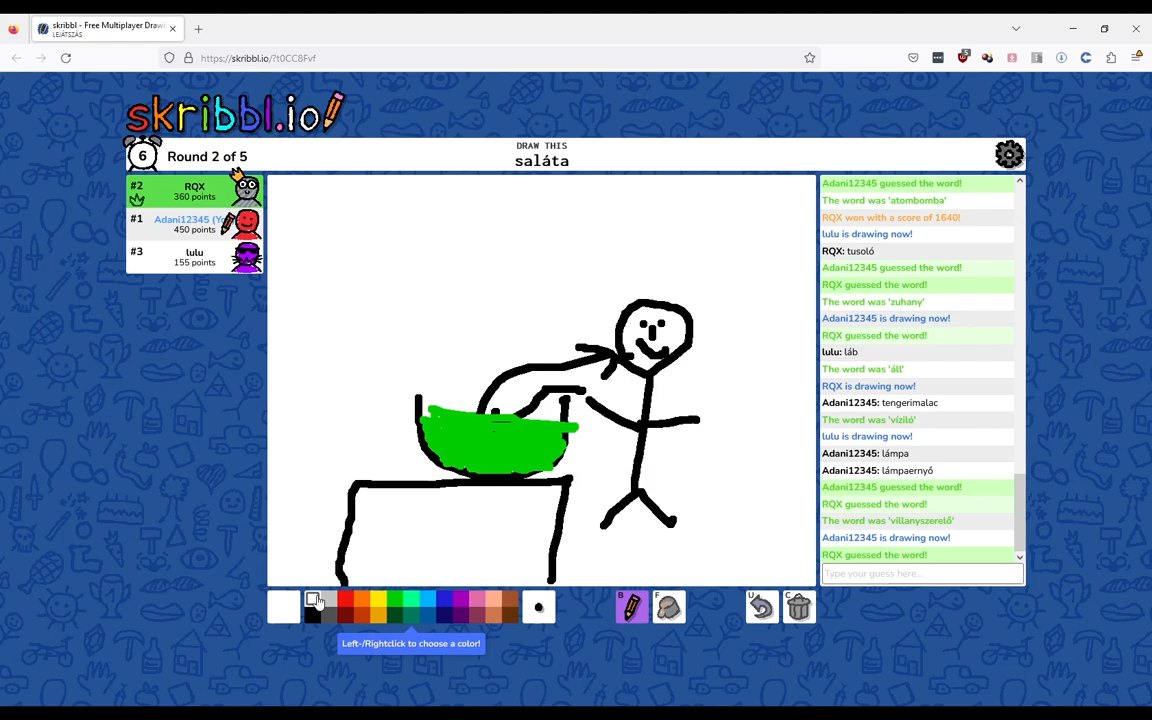 skribbl - Free Multiplayer Drawi
LEJÁTSZÁS
https://skribbl.io/?t0CC8Fvf
5
skribbl.io
6
Round 2 of 5
DRAW THIS
saláta
#2
RQX
360 points
#1
Adani12345 (Yo
450 points
#3
lulu
155 points
Adani12345 guessed the word!
The word was 'atombomba'
RQX won with a score of 1640!
lulu is drawing now!
RQX: tusoló
Adani12345 guessed the word!
RQX guessed the word!
The word was 'zuhany'
Adani12345 is drawing now!
RQX guessed the word!
lulu: láb
The word was 'áll'
RQX is drawing now!
Adani12345: tengerimalac
The word was 'víziló'
lulu is drawing now!
Adani12345: lámpa
Adani12345: lámpaernyő
Adani12345 guessed the word!
RQX guessed the word!
The word was 'villanyszerelő'
Adani12345 is drawing now!
RQX guessed the word!
Type your guess here...
B
F
U
C
Left-/Rightclick to choose a color!